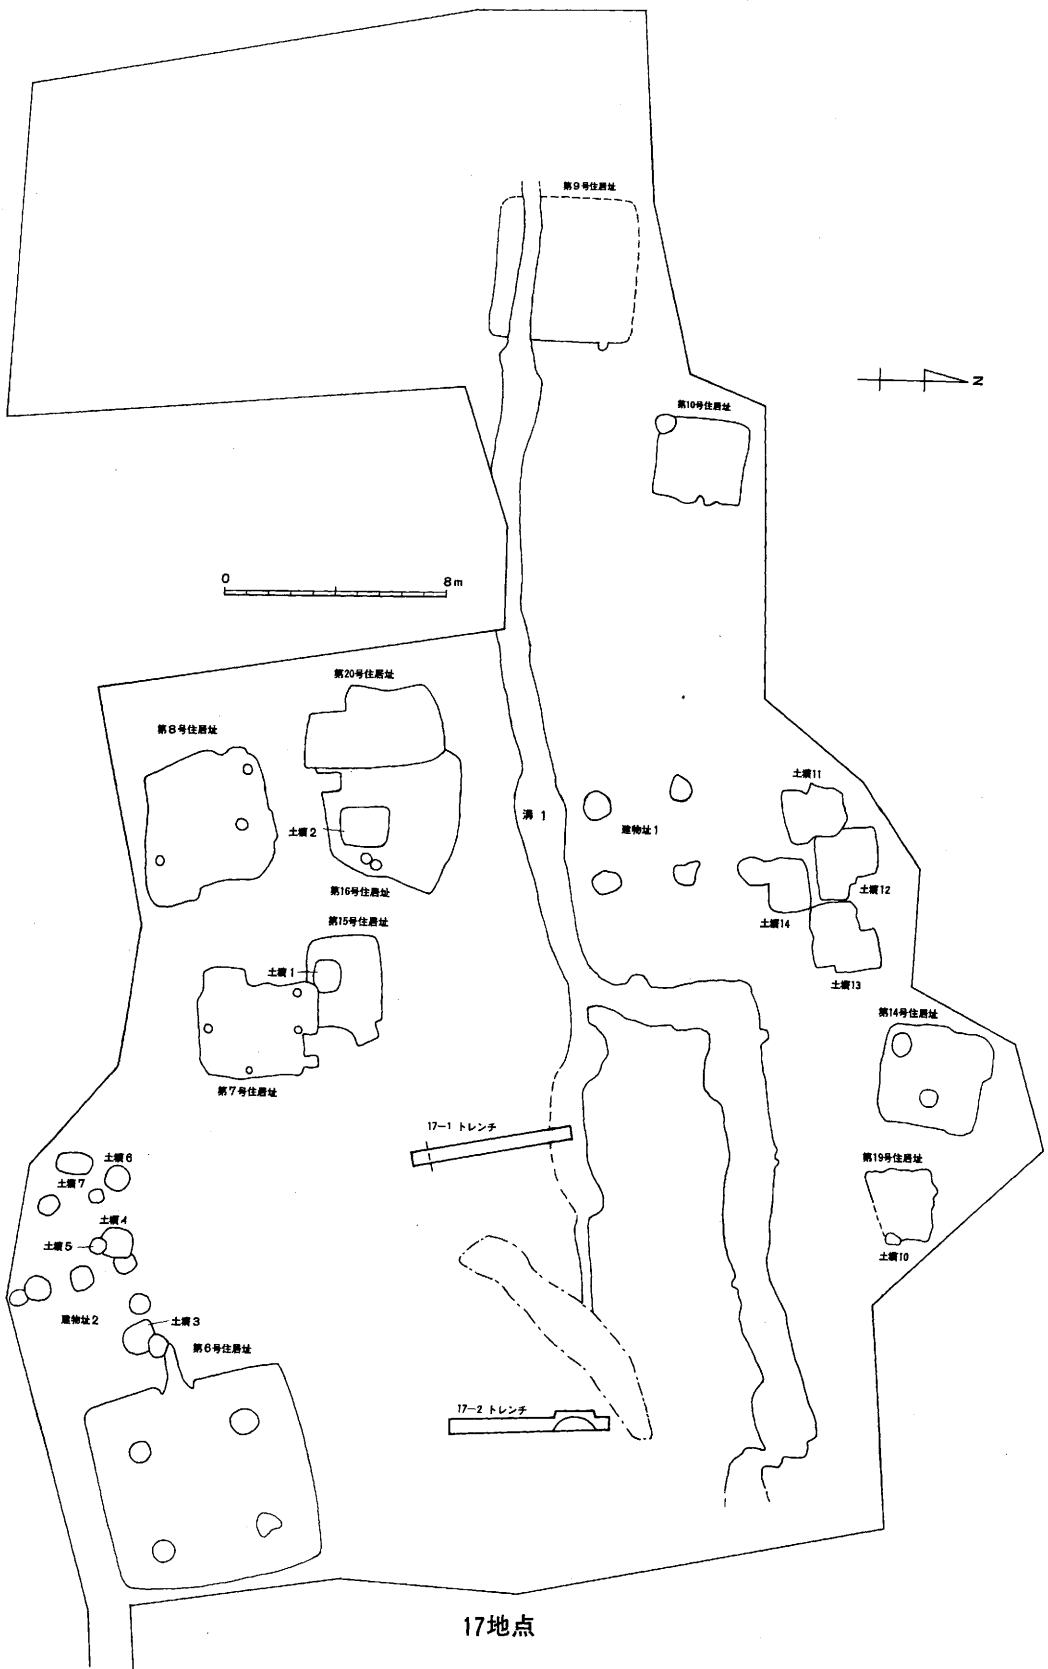 第9号住居址
N
第10号住居址
0 8m
第20号住居址
第8号住居址
土壙11
溝 1
建物址1
土壙2
土壙12
第16号住居址
第15号住居址
土壙14
土壙1
土壙13
第14号住居址
第7号住居址
17-1 トレンチ
土壙6
第19号住居址
土壙7
土壙4
土壙5
土壙10
建物址2
土壙3
第6号住居址
17-2 トレンチ
17地点